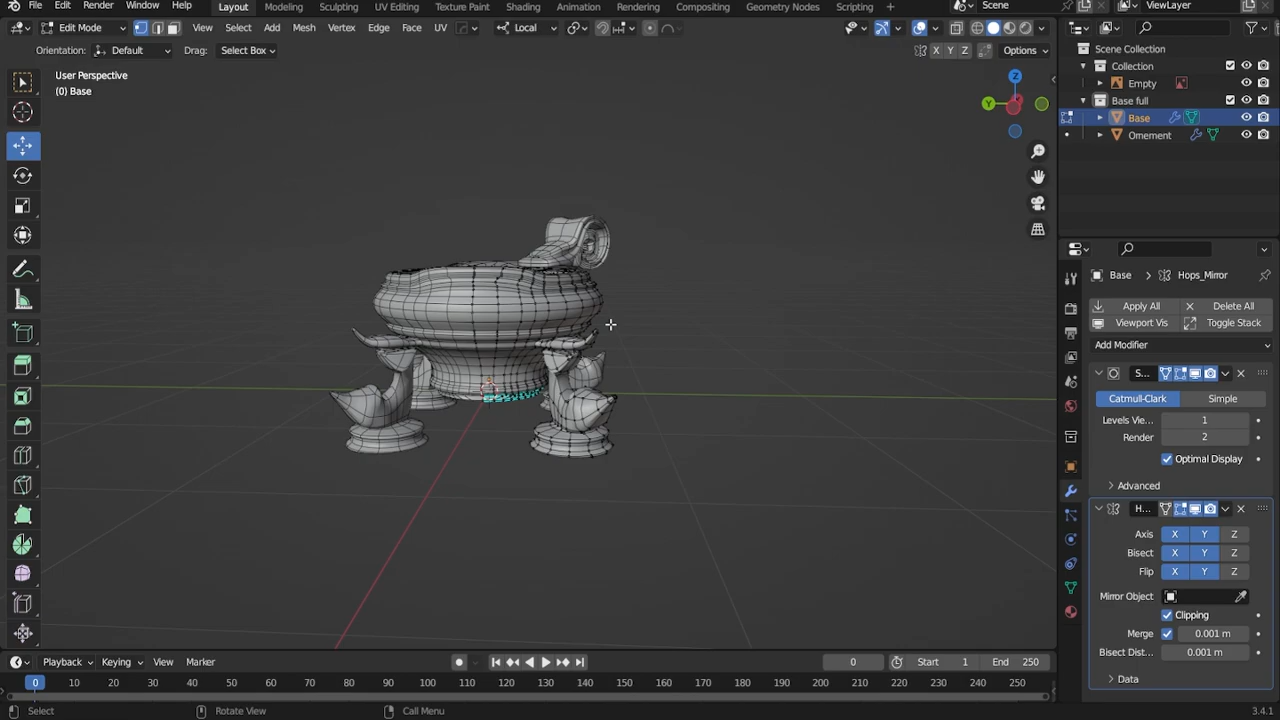 File Edit Render Window Help Layout Modeling Sculpting UV Editing Texture Paint Shading Animation Rendering Compositing Geometry Nodes Scripting Scene ViewLayer
Edit Mode View Select Add Mesh Vertex Edge Face UV Local
Orientation: Default Drag: Select Box X Y Z Options
User Perspective
(0) Base
Z
Y
Scene Collection
Collection
Empty
Base full
Base
Orement
Base Hops_Mirror
Apply All Delete All
Viewport Vis Toggle Stack
Add Modifier
S...
Catmull-Clark Simple
Levels Vie... 1
Render 2
Optimal Display
Advanced
H...
Axis X Y Z
Bisect X Y Z
Flip X Y Z
Mirror Object
Clipping
Merge 0.001 m
Bisect Dist... 0.001 m
Data
Playback Keying View Marker 0 Start 1 End 250
0 10 20 30 40 50 60 70 80 90 100 110 120 130 140 150 160 170 180 190 200 210 220 230 240 250
Select Rotate View Call Menu 3.4.1